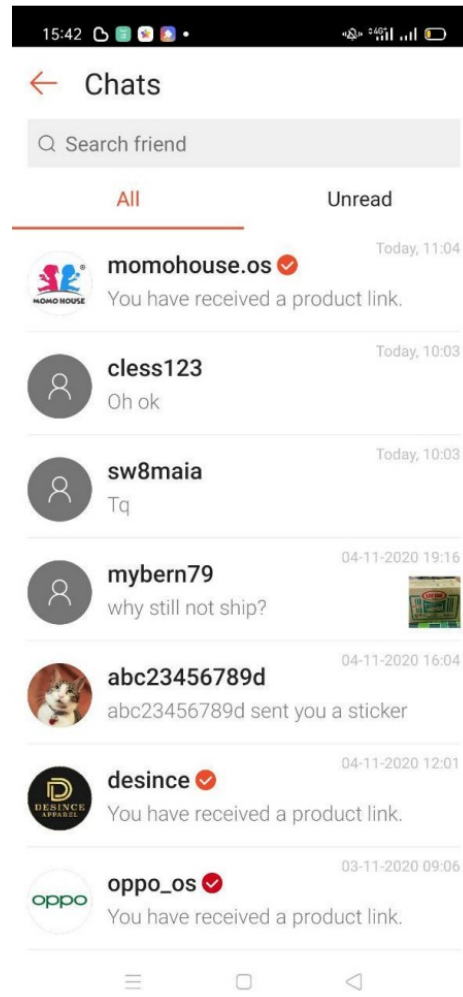 15:42
Chats
Search friend
All Unread
Today, 11:04
momohouse.os
You have received a product link.
MOMO HOUSE
Today, 10:03
cless123
Oh ok
Today, 10:03
sw8maia
Tq
04-11-2020 19:16
mybern79
why still not ship?
04-11-2020 16:04
abc23456789d
abc23456789d sent you a sticker
04-11-2020 12:01
desince
DESINCE
APPAREL
You have received a product link.
03-11-2020 09:06
oppo_os
oppo
You have received a product link.